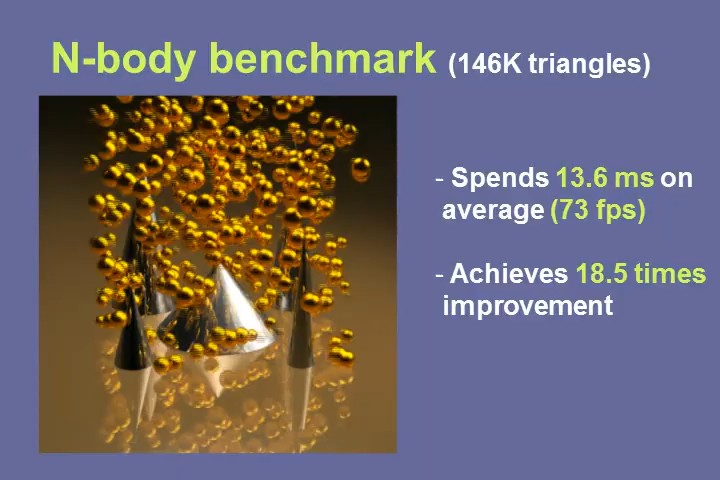 N-body benchmark (146K triangles)
- Spends 13.6 ms on
average (73 fps)
- Achieves 18.5 times
improvement